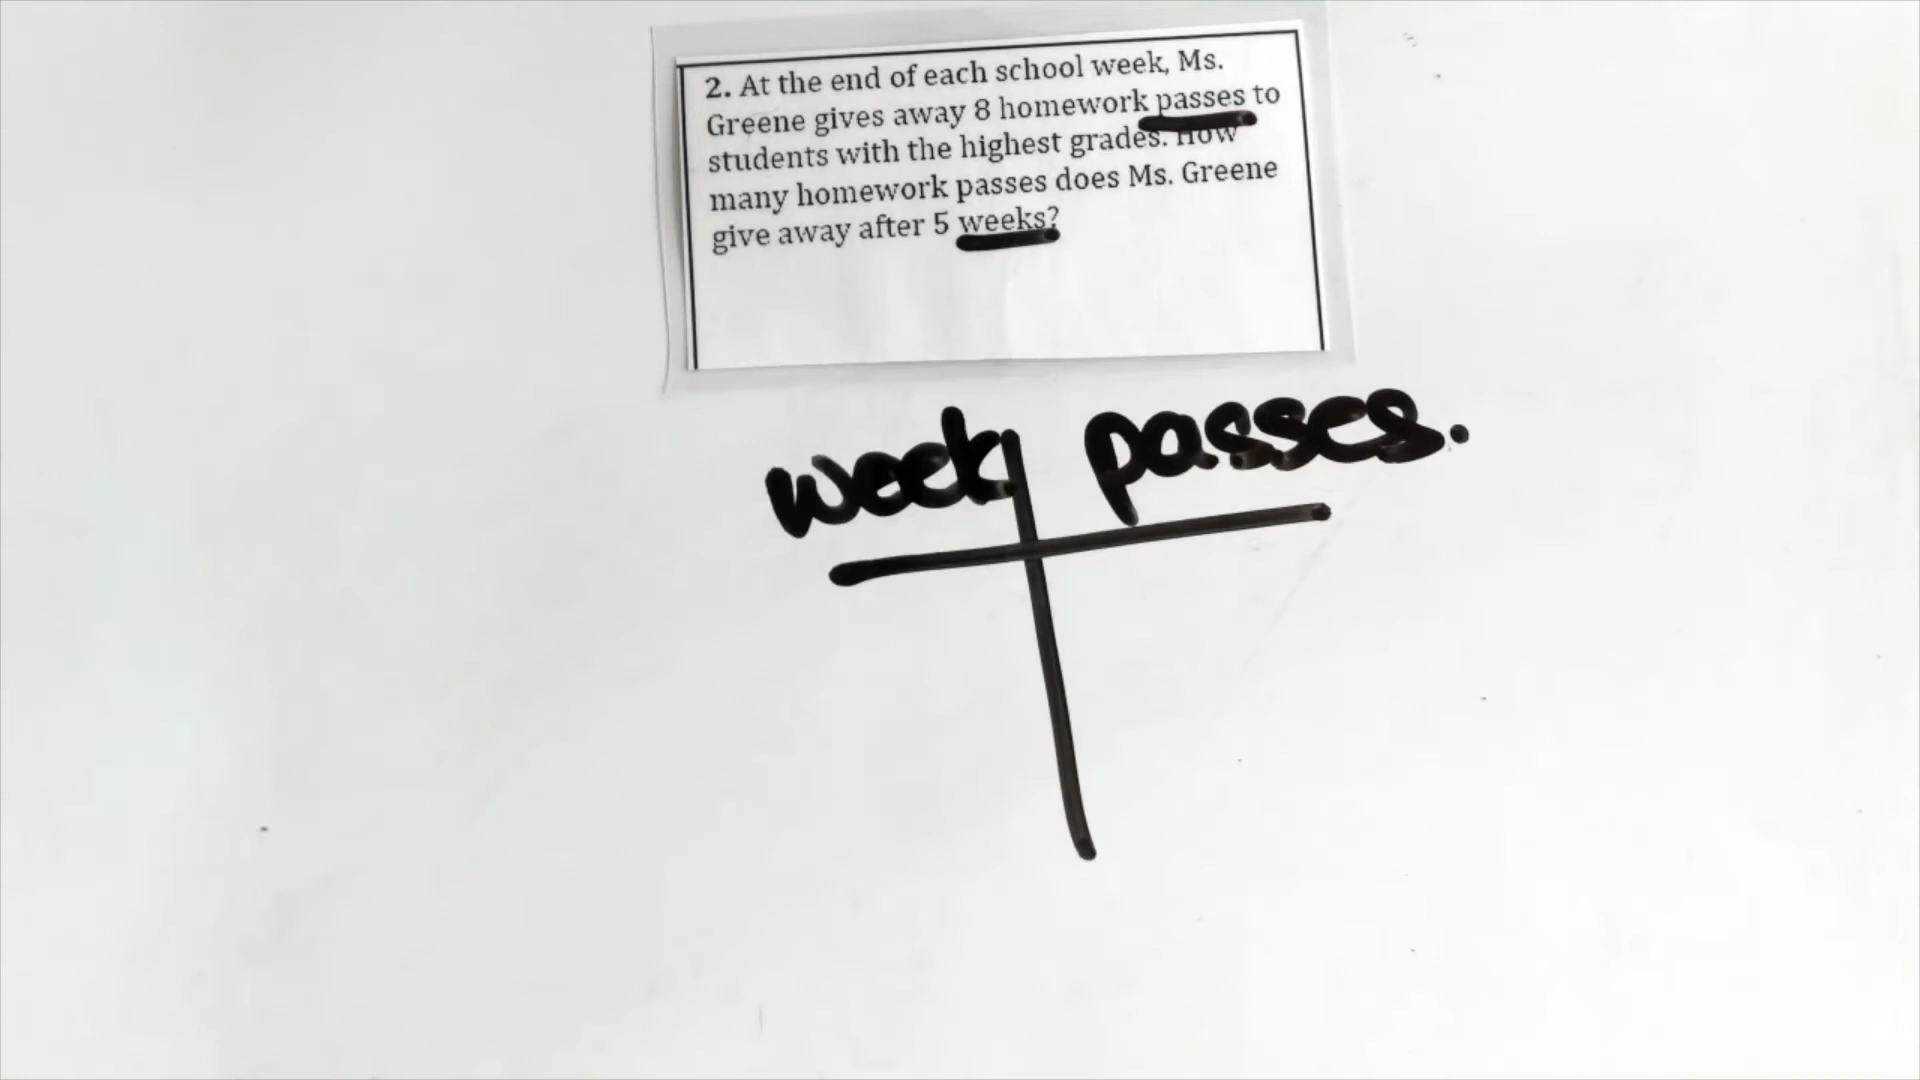 2. At the end of each school week, Ms.
Greene gives away 8 homework passes to
students with the highest grades. How
many homework passes does Ms. Greene
give away after 5 weeks?
week passes.